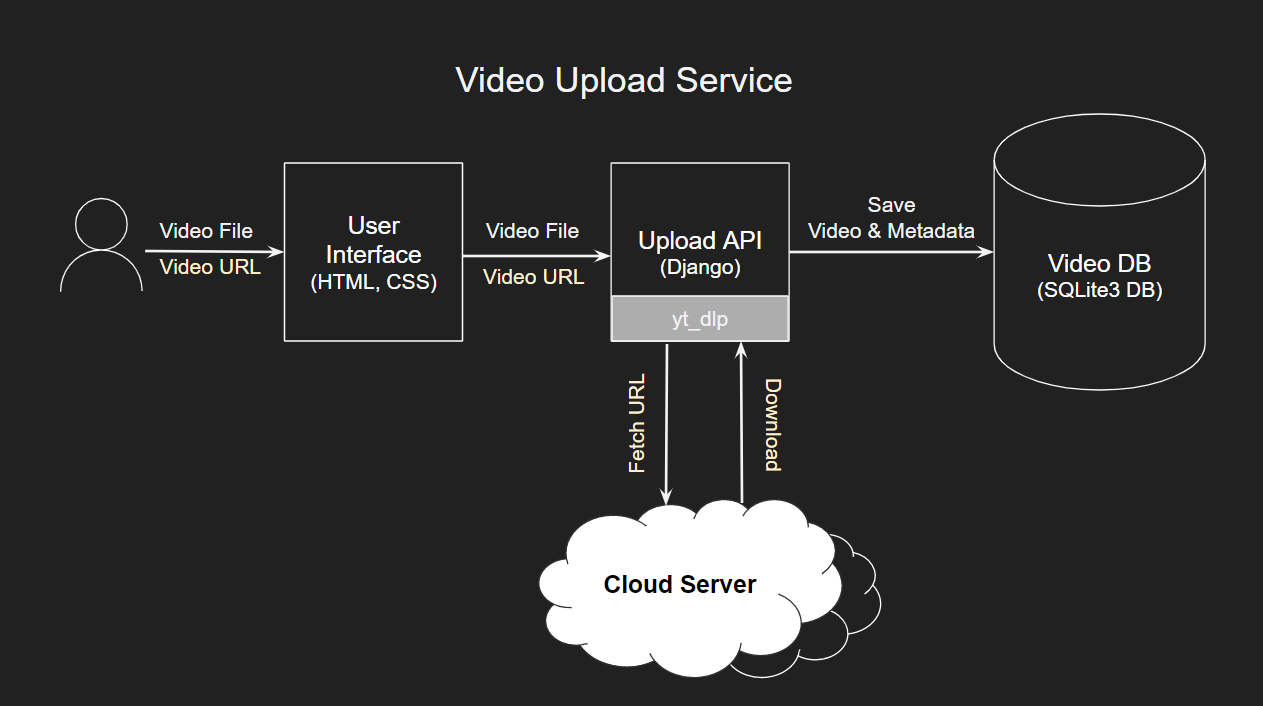 Video Upload Service
Video File
Video URL
User
Interface
(HTML, CSS)
Video File
Video URL
Upload API
(Django)
yt_dlp
Save
Video & Metadata
Video DB
(SQLite3 DB)
Fetch URL
Download
Cloud Server